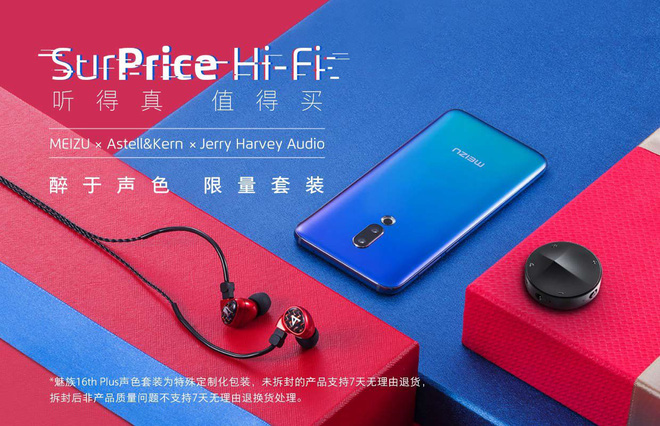 SurPrice Hi-Fi
听得真 值得买
MEIZU × Astell&Kern × Jerry Harvey Audio
醉于声色 限量套装
MEIZU
*魅族16th Plus声色套装为特殊定制化包装，未拆封的产品支持7天无理由退货，
拆封后非产品质量问题不支持7天无理由退换货处理。